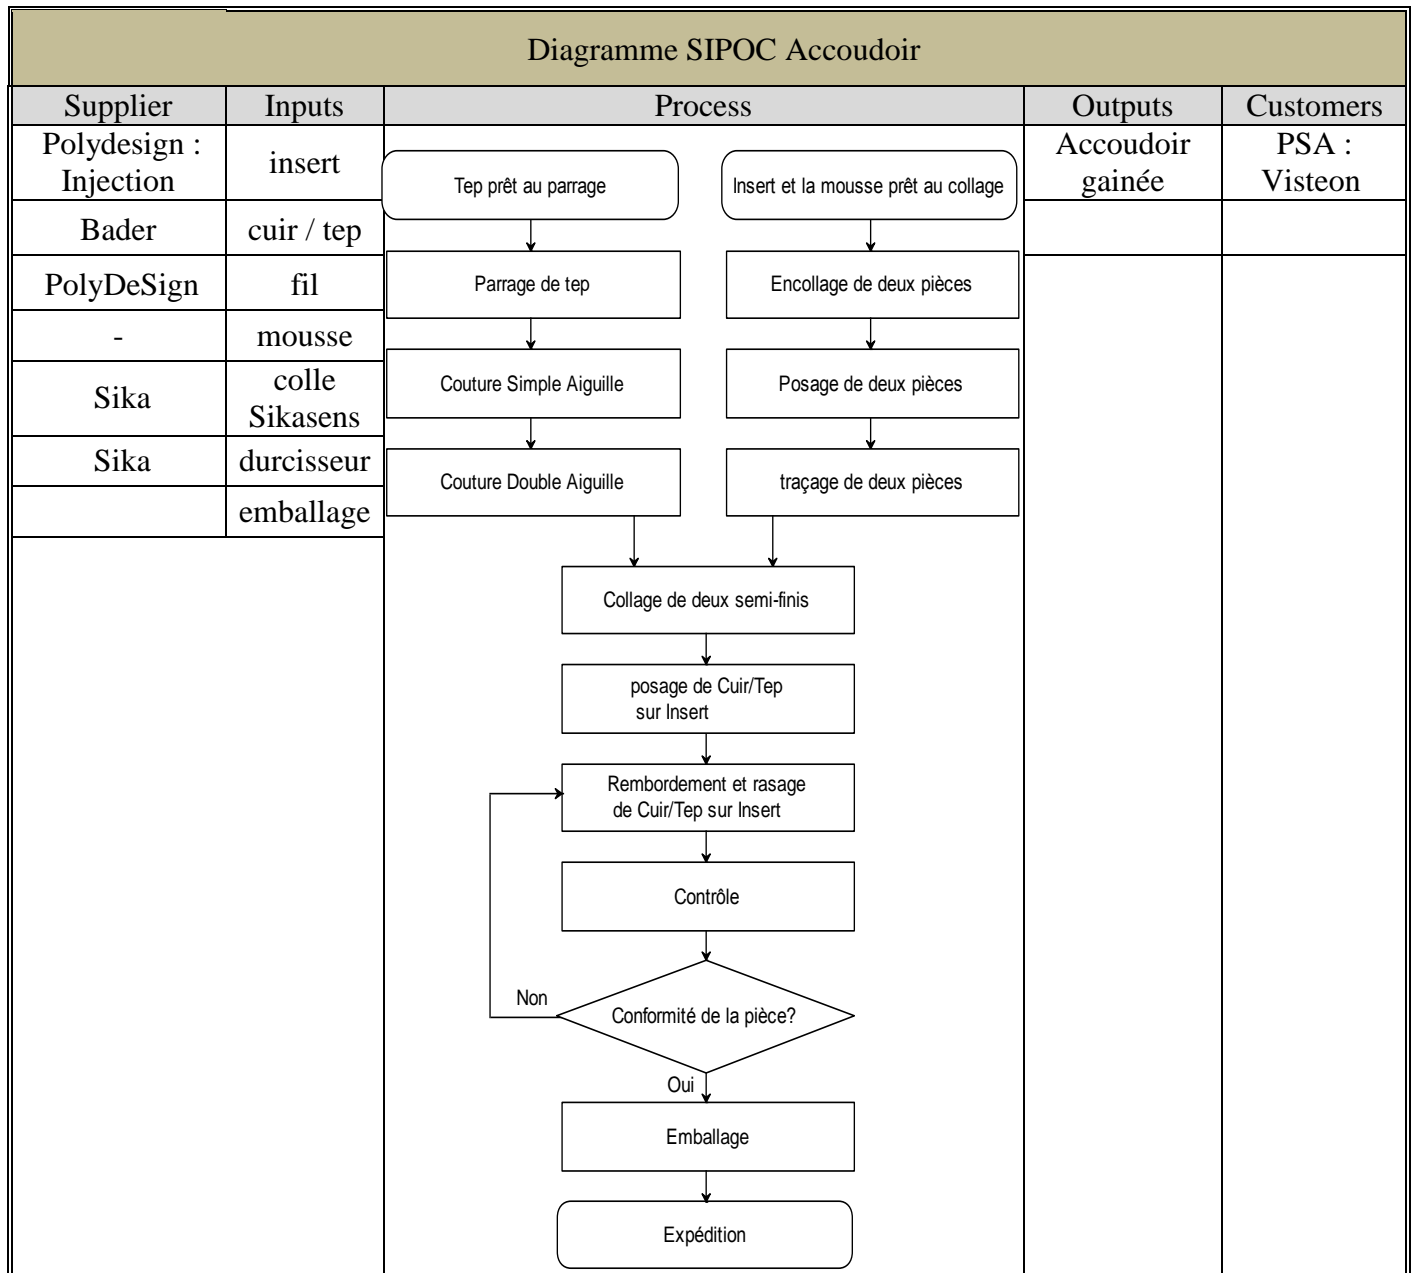 Diagramme SIPOC Accoudoir
Supplier
Inputs
Process
Outputs
Customers
Polydesign :
Injection
insert
Accoudoir
gainée
PSA :
Visteon
Bader
cuir / tep
PolyDeSign
fil
-
mousse
Sika
colle
Sikasens
Sika
durcisseur
emballage
Tep prêt au parrage
Insert et la mousse prêt au collage
Parrage de tep
Encollage de deux pièces
Couture Simple Aiguille
Posage de deux pièces
Couture Double Aiguille
traçage de deux pièces
Collage de deux semi-finis
posage de Cuir/Tep
sur Insert
Rembordement et rasage
de Cuir/Tep sur Insert
Contrôle
Non
Conformité de la pièce?
Oui
Emballage
Expédition